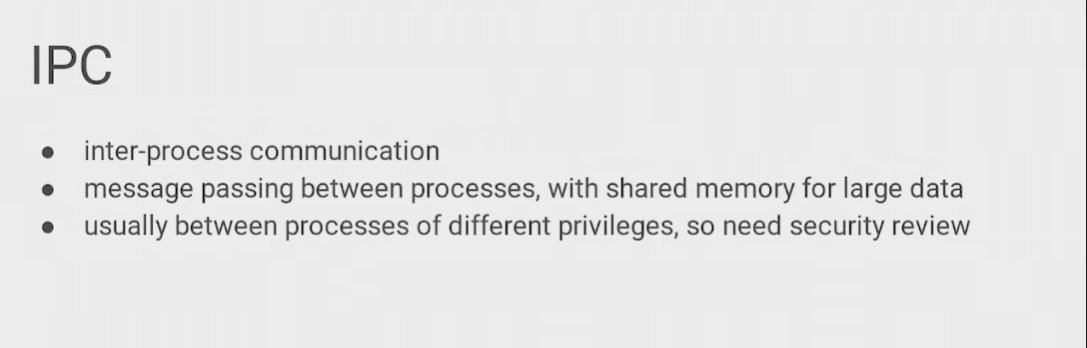 IPC
● inter-process communication
● message passing between processes, with shared memory for large data
● usually between processes of different privileges, so need security review